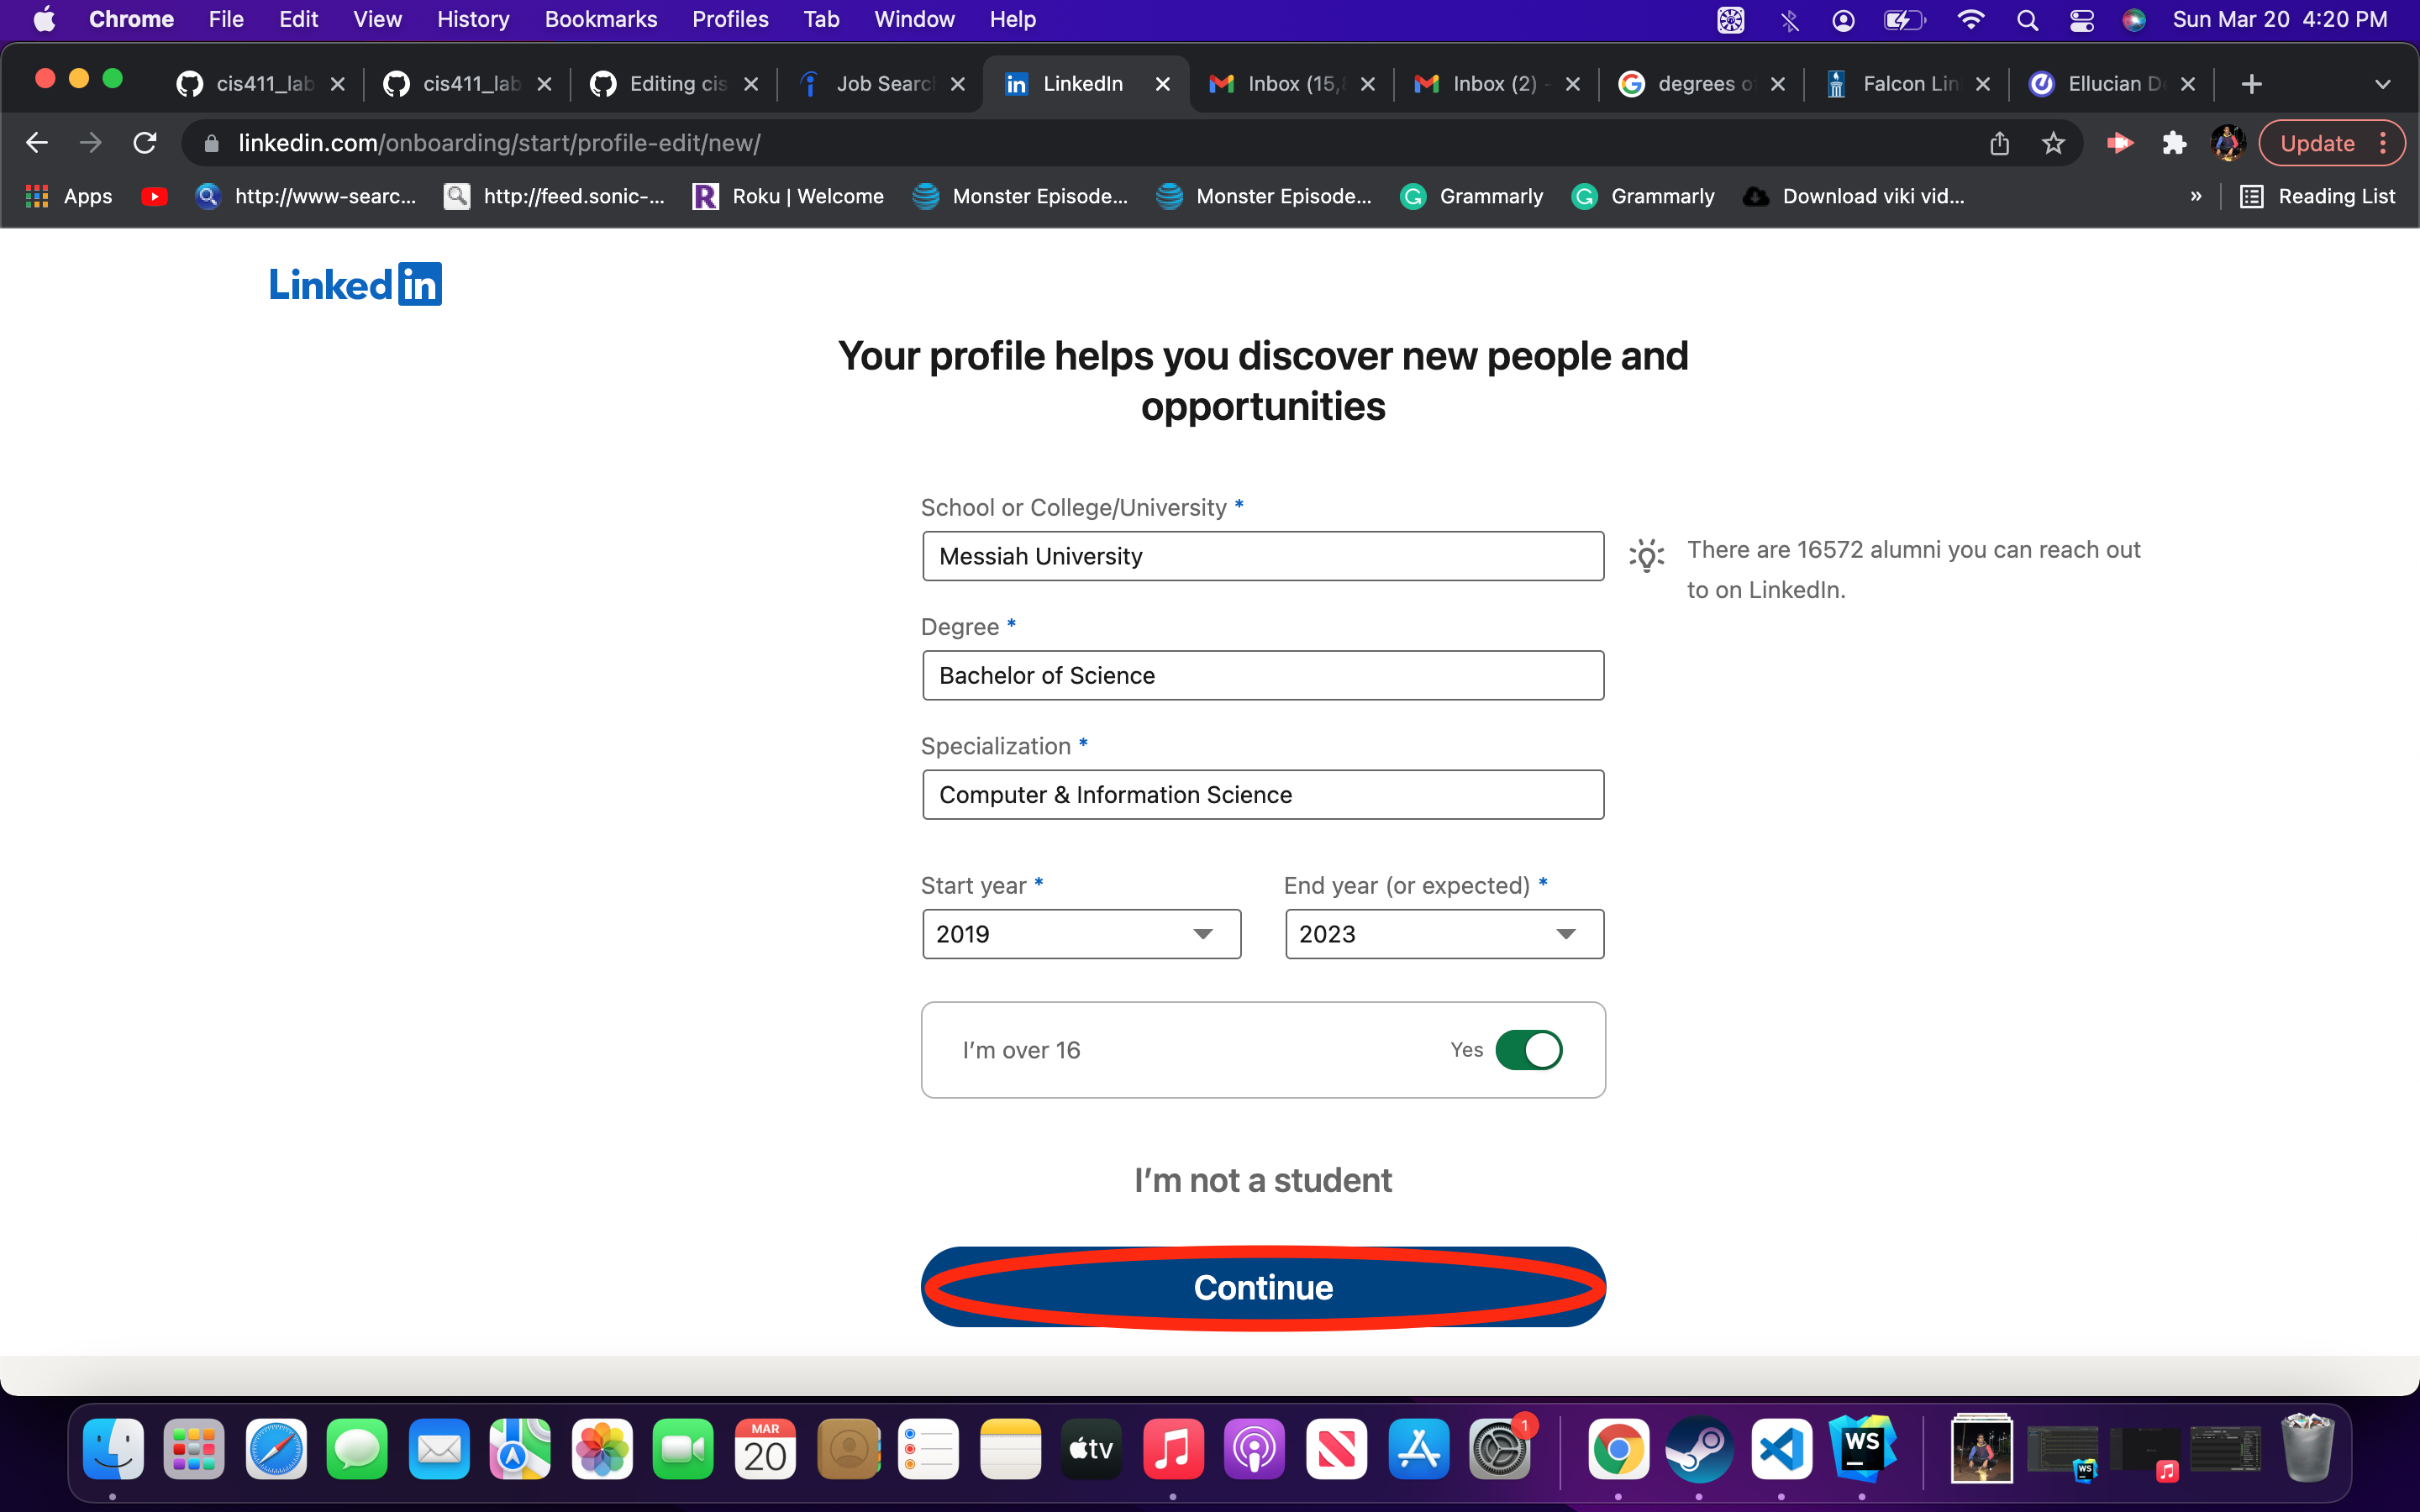 Chrome File Edit View History Bookmarks Profiles Tab Window Help Sun Mar 20 4:20 PM
cis411_lab cis411_lab Editing cis Job Searc LinkedIn Inbox (15, Inbox (2) - degrees o Falcon Lin Ellucian D
linkedin.com/onboarding/start/profile-edit/new/ Update
Apps http://www-searc... http://feed.sonic-... R Roku | Welcome Monster Episode... Monster Episode... G Grammarly G Grammarly Download viki vid... » Reading List
Linked in
Your profile helps you discover new people and
opportunities
School or College/University *
Messiah University
There are 16572 alumni you can reach out
to on LinkedIn.
Degree *
Bachelor of Science
Specialization *
Computer & Information Science
Start year * End year (or expected) *
2019 2023
I’m over 16 Yes
I’m not a student
Continue
MAR
20
tv
1
WS
WS